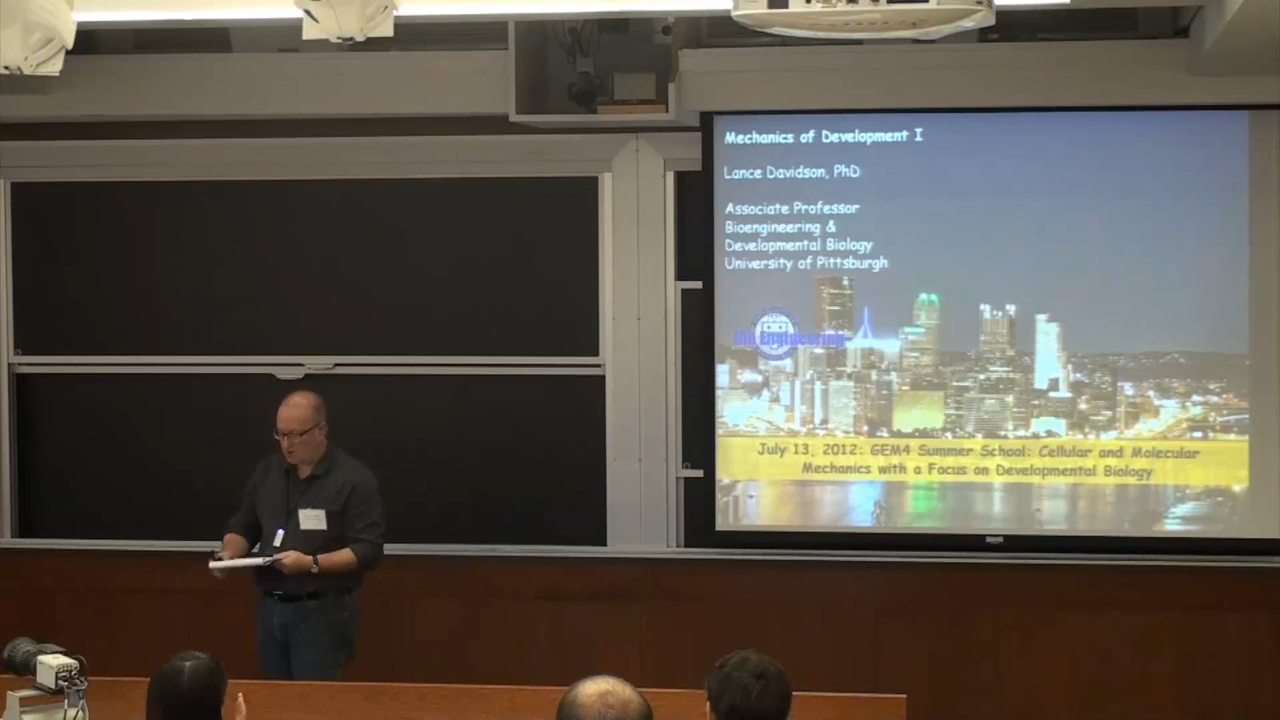 Mechanics of Development I
Lance Davidson, PhD
Associate Professor
Bioengineering &
Developmental Biology
University of Pittsburgh
Engineering
July 13, 2012: GEM4 Summer School: Cellular and Molecular
Mechanics with a Focus on Developmental Biology